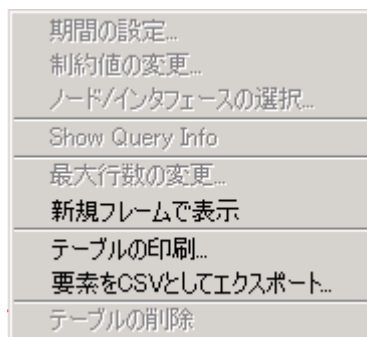 期間の設定...
制約値の変更...
ノード/インタフェースの選択...
Show Query Info
最大行数の変更...
新規フレームで表示
テーブルの印刷...
要素をCSVとしてエクスポート...
テーブルの削除